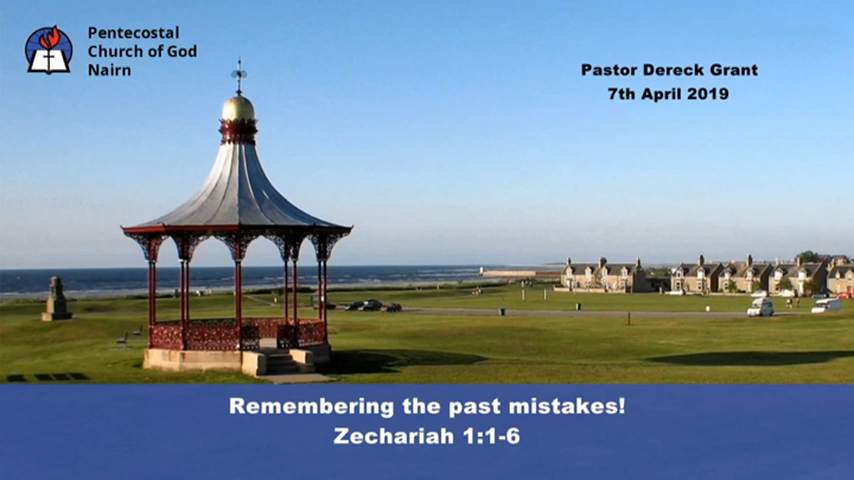 Pentecostal
Church of God
Nairn
Pastor Dereck Grant
7th April 2019
Remembering the past mistakes!
Zechariah 1:1-6